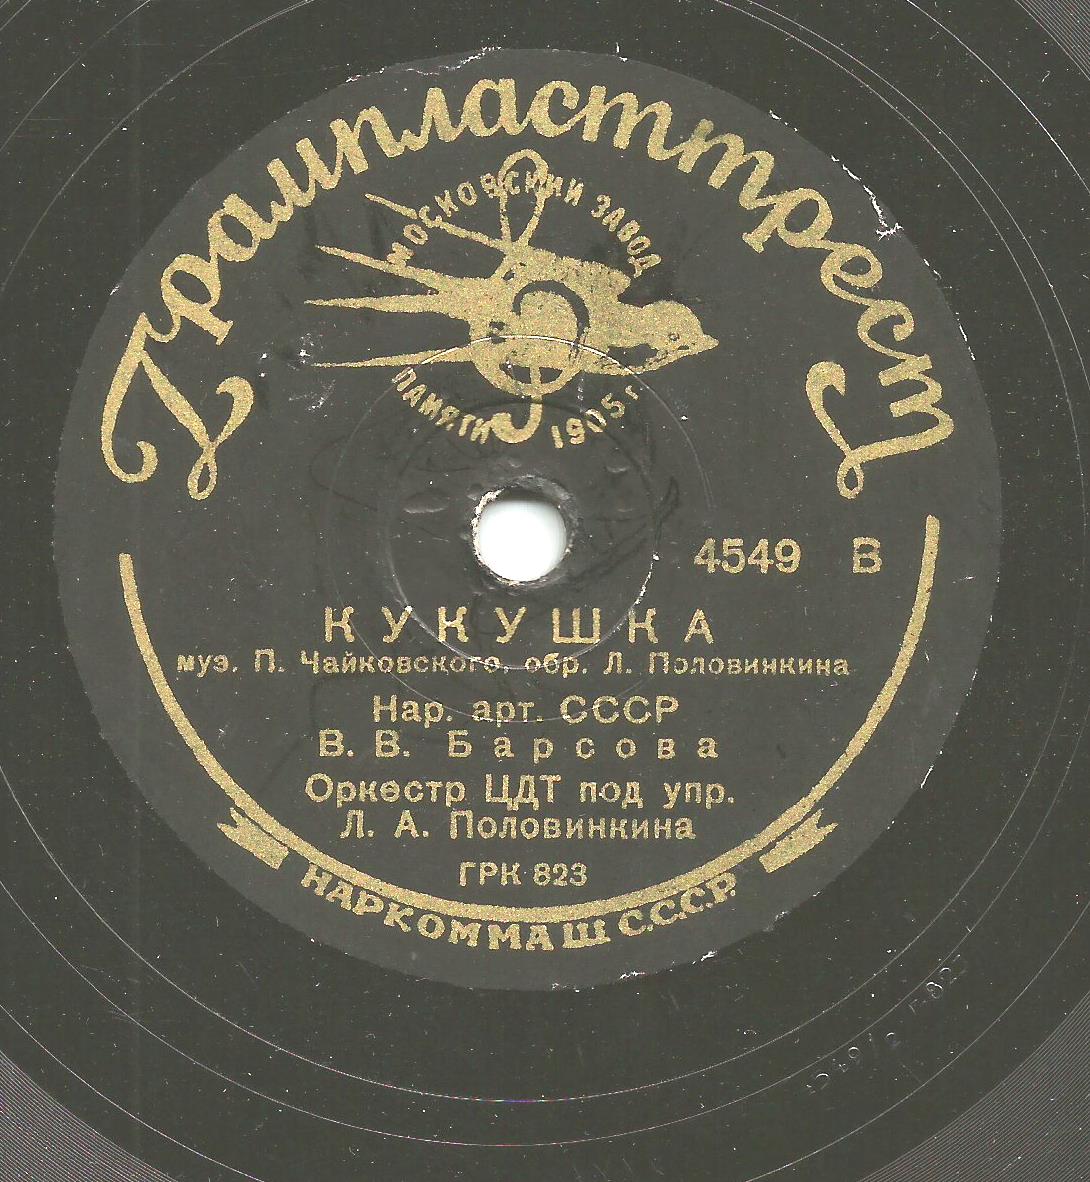 Грампласттрест
МОСКОВСКИЙ ЗАВОД
ПАМЯТИ 1905 г.
4549 В
КУКУШКА
муз. П. Чайковского, обр. Л. Половинкина
Нар. арт. СССР
В. В. Барсова
Оркестр ЦДТ под упр.
Л. А. Половинкина
ГРК 823
НАРКОММАШ С.С.С.Р.